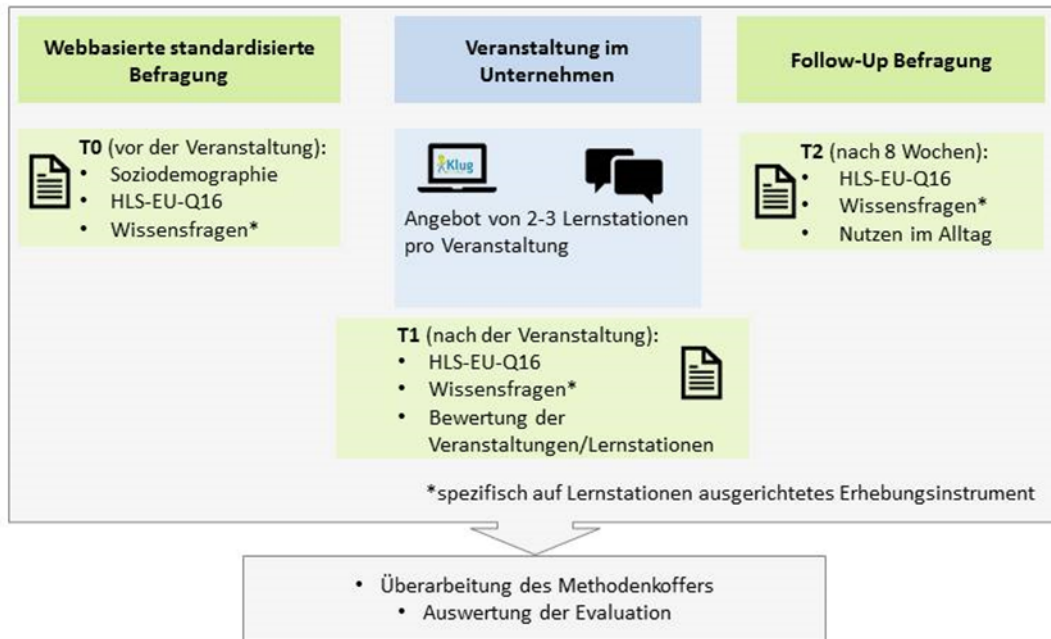 Webbasierte standardisierte
Befragung
T0 (vor der Veranstaltung):
• Soziodemographie
• HLS-EU-Q16
• Wissensfragen*
Veranstaltung im
Unternehmen
Klug
Angebot von 2-3 Lernstationen
pro Veranstaltung
T1 (nach der Veranstaltung):
• HLS-EU-Q16
• Wissensfragen*
• Bewertung der
Veranstaltungen/Lernstationen
Follow-Up Befragung
T2 (nach 8 Wochen):
• HLS-EU-Q16
• Wissensfragen*
• Nutzen im Alltag
*spezifisch auf Lernstationen ausgerichtetes Erhebungsinstrument
• Überarbeitung des Methodenkoffers
• Auswertung der Evaluation